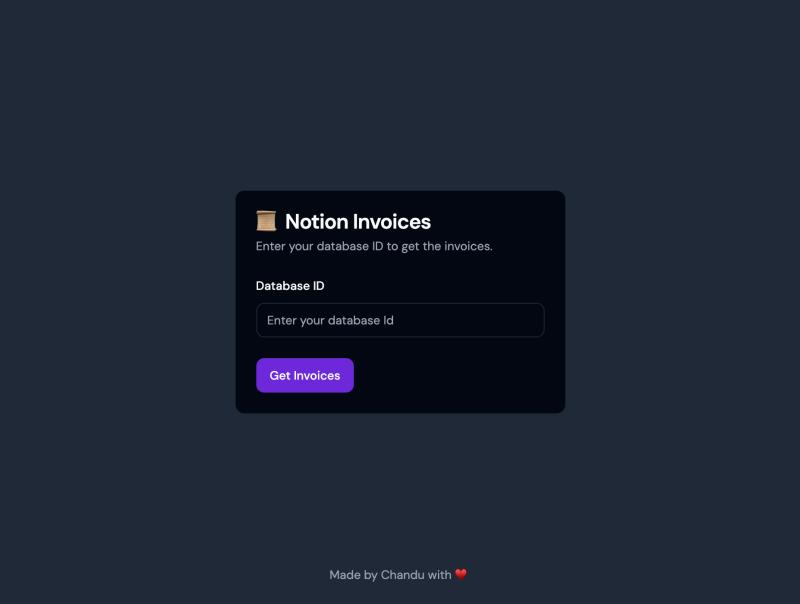 Notion Invoices
Enter your database ID to get the invoices.
Database ID
Enter your database Id
Get Invoices
Made by Chandu with ❤️